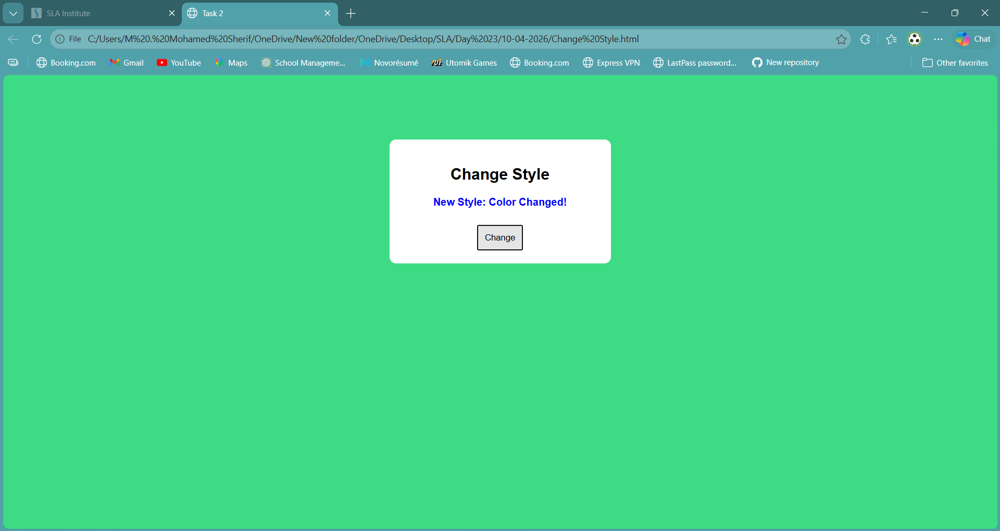 SLA Institute
Task 2
File C:/Users/M%20.%20Mohamed%20Sherif/OneDrive/New%20folder/OneDrive/Desktop/SLA/Day%2023/10-04-2026/Change%20Style.html
Chat
Booking.com Gmail YouTube Maps School Manageme... Novorésumé Utomik Games Booking.com Express VPN LastPass password... New repository Other favorites
Change Style
New Style: Color Changed!
Change